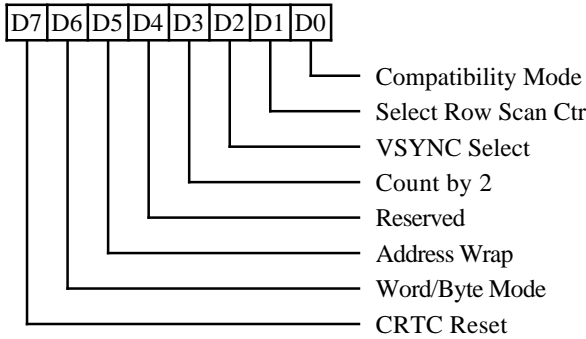 D7 D6 D5 D4 D3 D2 D1 D0
Compatibility Mode
Select Row Scan Ctr
VSYNC Select
Count by 2
Reserved
Address Wrap
Word/Byte Mode
CRTC Reset